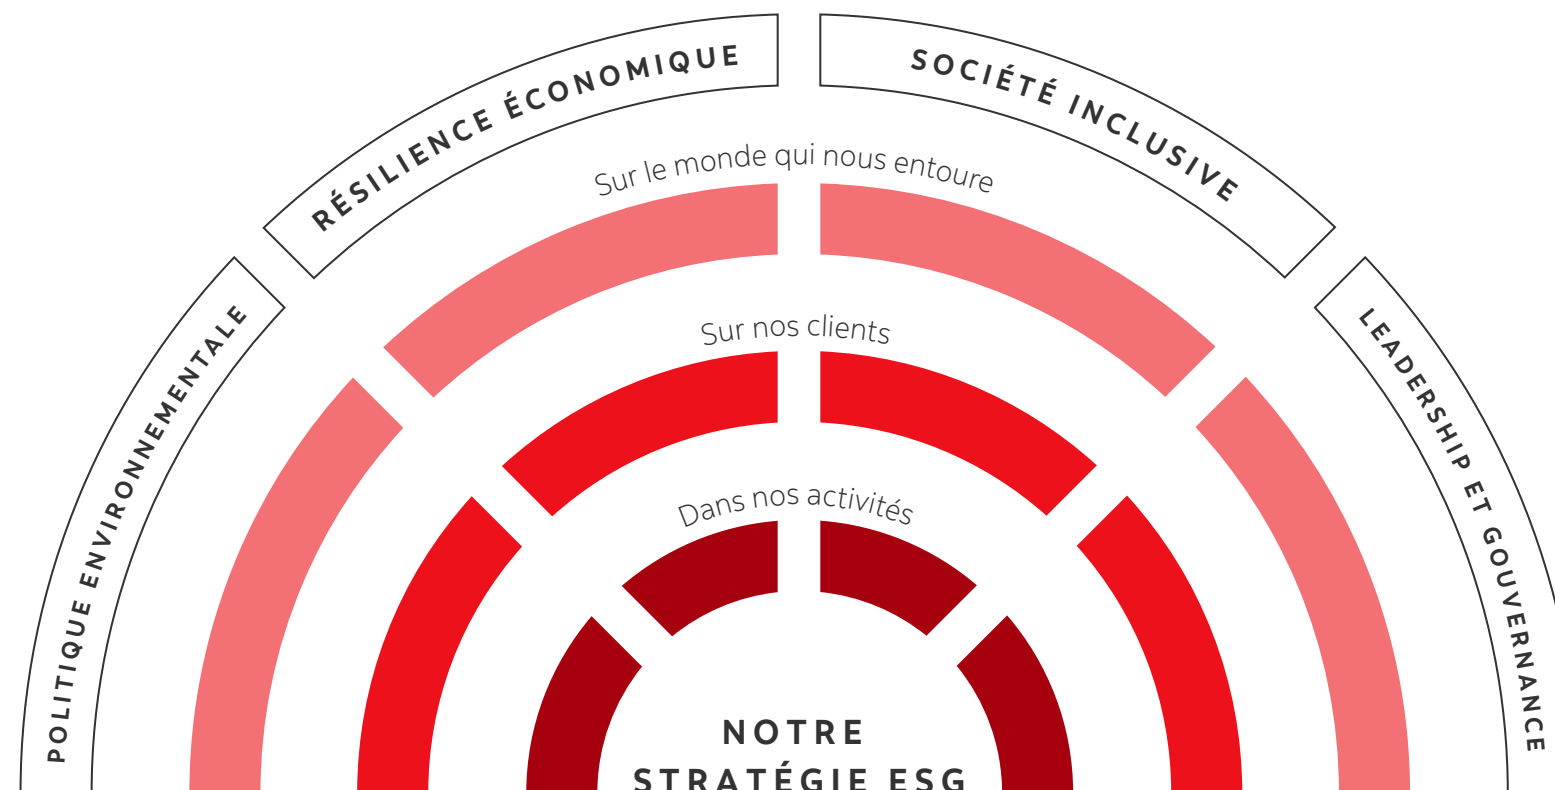 POLITIQUE ENVIRONNEMENTALE
RÉSILIENCE ÉCONOMIQUE
SOCIÉTÉ INCLUSIVE
LEADERSHIP ET GOUVERNANCE
Sur le monde qui nous entoure
Sur nos clients
Dans nos activités
NOTRE
STRATÉGIE ESG